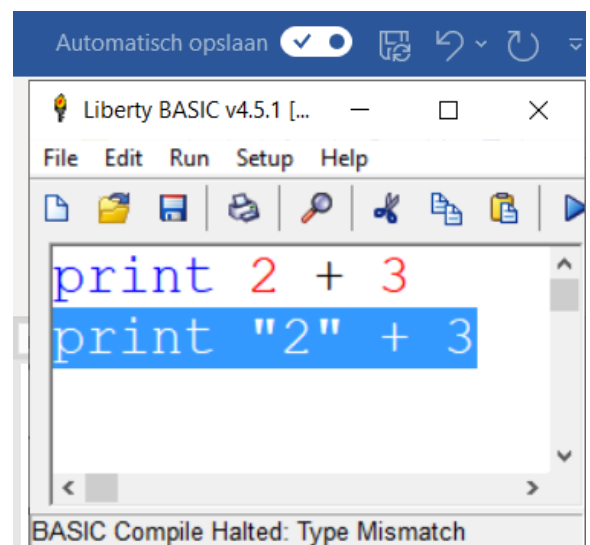 Automatisch opslaan
Liberty BASIC v4.5.1 [...
File Edit Run Setup Help
print 2 + 3
print "2" + 3
BASIC Compile Halted: Type Mismatch